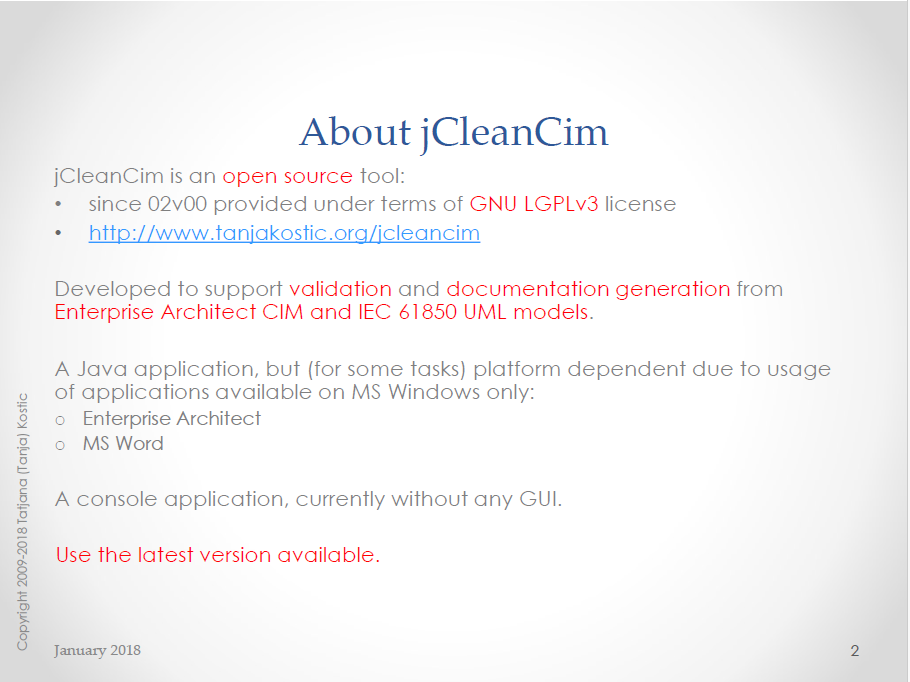 About jCleanCim
jCleanCim is an open source tool:
• since 02v00 provided under terms of GNU LGPLv3 license
• http://www.tanjakostic.org/jcleancim
Developed to support validation and documentation generation from
Enterprise Architect CIM and IEC 61850 UML models.
A Java application, but (for some tasks) platform dependent due to usage
of applications available on MS Windows only:
o Enterprise Architect
o MS Word
A console application, currently without any GUI.
Use the latest version available.
Copyright 2009-2018 Tatjana (Tanja) Kostic
January 2018
2